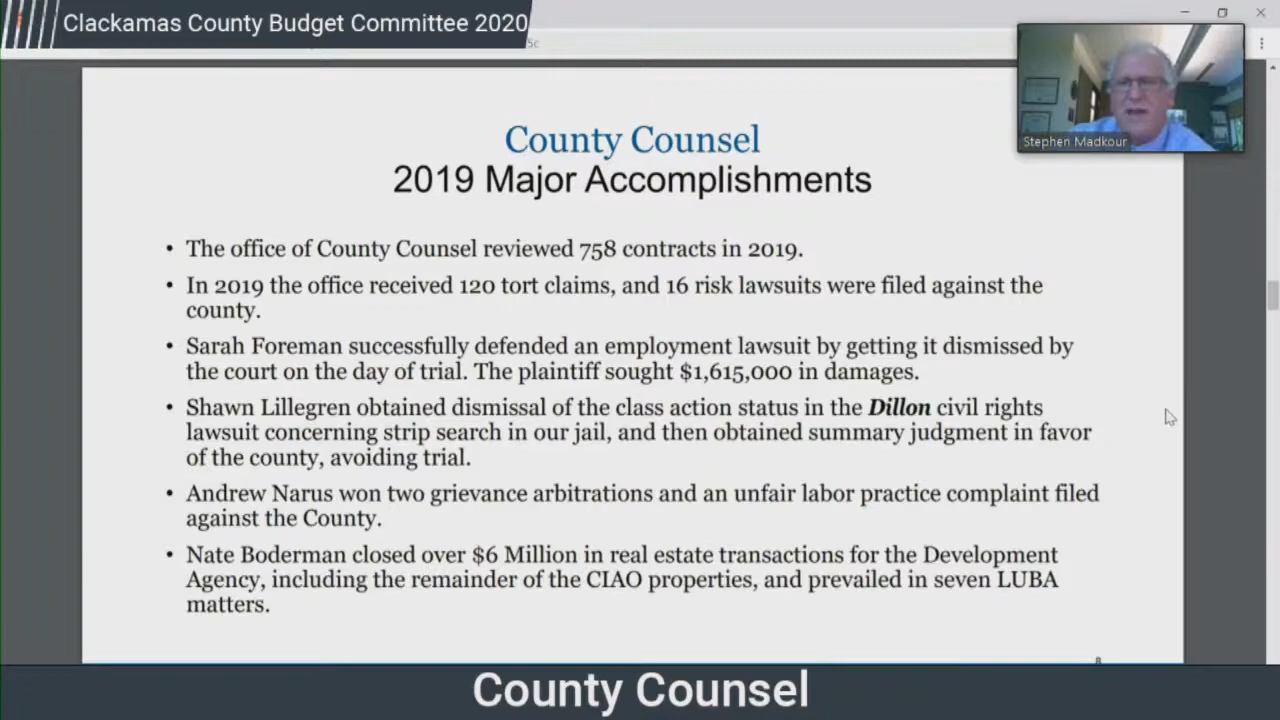 Clackamas County Budget Committee 2020
5c
Stephen Madkour
County Counsel
2019 Major Accomplishments
• The office of County Counsel reviewed 758 contracts in 2019.
• In 2019 the office received 120 tort claims, and 16 risk lawsuits were filed against the
county.
• Sarah Foreman successfully defended an employment lawsuit by getting it dismissed by
the court on the day of trial. The plaintiff sought $1,615,000 in damages.
• Shawn Lillegren obtained dismissal of the class action status in the Dillon civil rights
lawsuit concerning strip search in our jail, and then obtained summary judgment in favor
of the county, avoiding trial.
• Andrew Narus won two grievance arbitrations and an unfair labor practice complaint filed
against the County.
• Nate Boderman closed over $6 Million in real estate transactions for the Development
Agency, including the remainder of the CIAO properties, and prevailed in seven LUBA
matters.
County Counsel